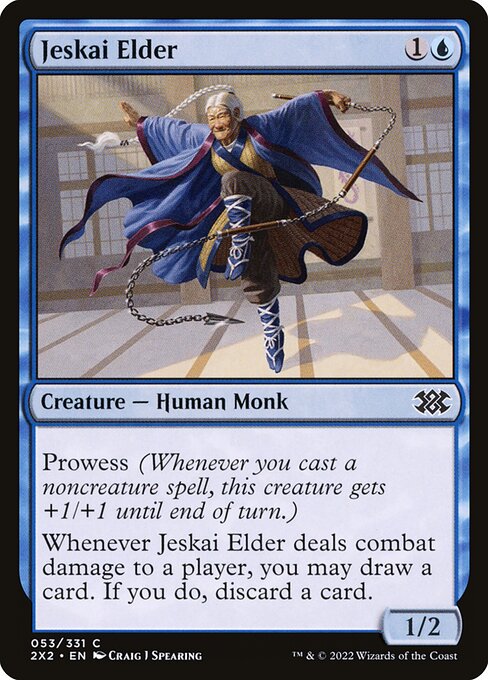 Jeskai Elder 1
Creature — Human Monk
Prowess (Whenever you cast a
noncreature spell, this creature gets
+1/+1 until end of turn.)
Whenever Jeskai Elder deals combat
damage to a player, you may draw a
card. If you do, discard a card.
1/2
053/331 C
2X2 • EN Craig J Spearing ™ & © 2022 Wizards of the Coast